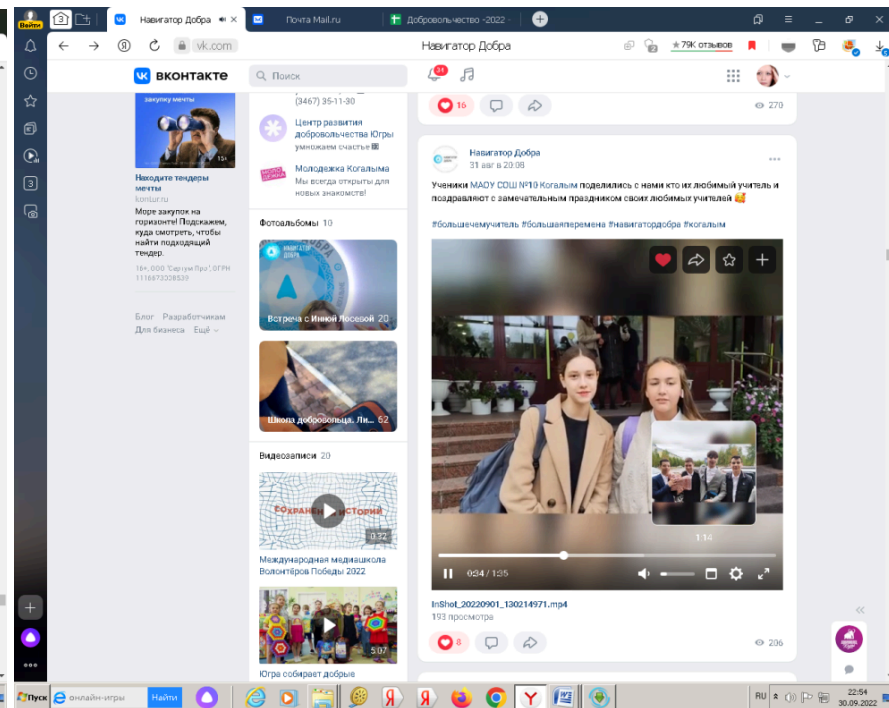 Войти
3
Навигатор Добра
Почта Mail.ru
Добровольчество -2022 -
vk.com
Навигатор Добра
★ 79К отзывов
ВКОНТАКТЕ
Поиск
34
закупку мечты
15+
Находите тендеры
мечты
kontur.ru
Море закупок на
горизонте! Подскажем,
куда смотреть, чтобы
найти подходящий
тендер.
Блог Разработчикам
Для бизнеса Ещё
(3467) 35-11-30
Центр развития
добровольчества Югры
умножаем счастье
Молодежка Когалыма
Мы всегда открыты для
новых знакомств!
Фотоальбомы 10
НАВИГАТОР
ДОБРА
Встреча с Инной Лосевой 20
Школа добровольца. Ли... 62
Видеозаписи 20
СОХРАНЕНИЕ ИСТОРИИ
0:32
Международная медиашкола
Волонтёров Победы 2022
5:07
Югра собирает добрые
16
270
Навигатор Добра
31 авг в 20:08
Ученики МАОУ СОШ №10 Когалым поделились с нами кто их любимый учитель и
поздравляют с замечательным праздником своих любимых учителей
#большечемучитель #большаяперемена #навигатордобра #когалым
1:14
0:34 / 1:35
InShot_20220901_130214971.mp4
193 просмотра
8
206
Пуск
онлайн-игры
Найти
RU
22:54
30.09.2022